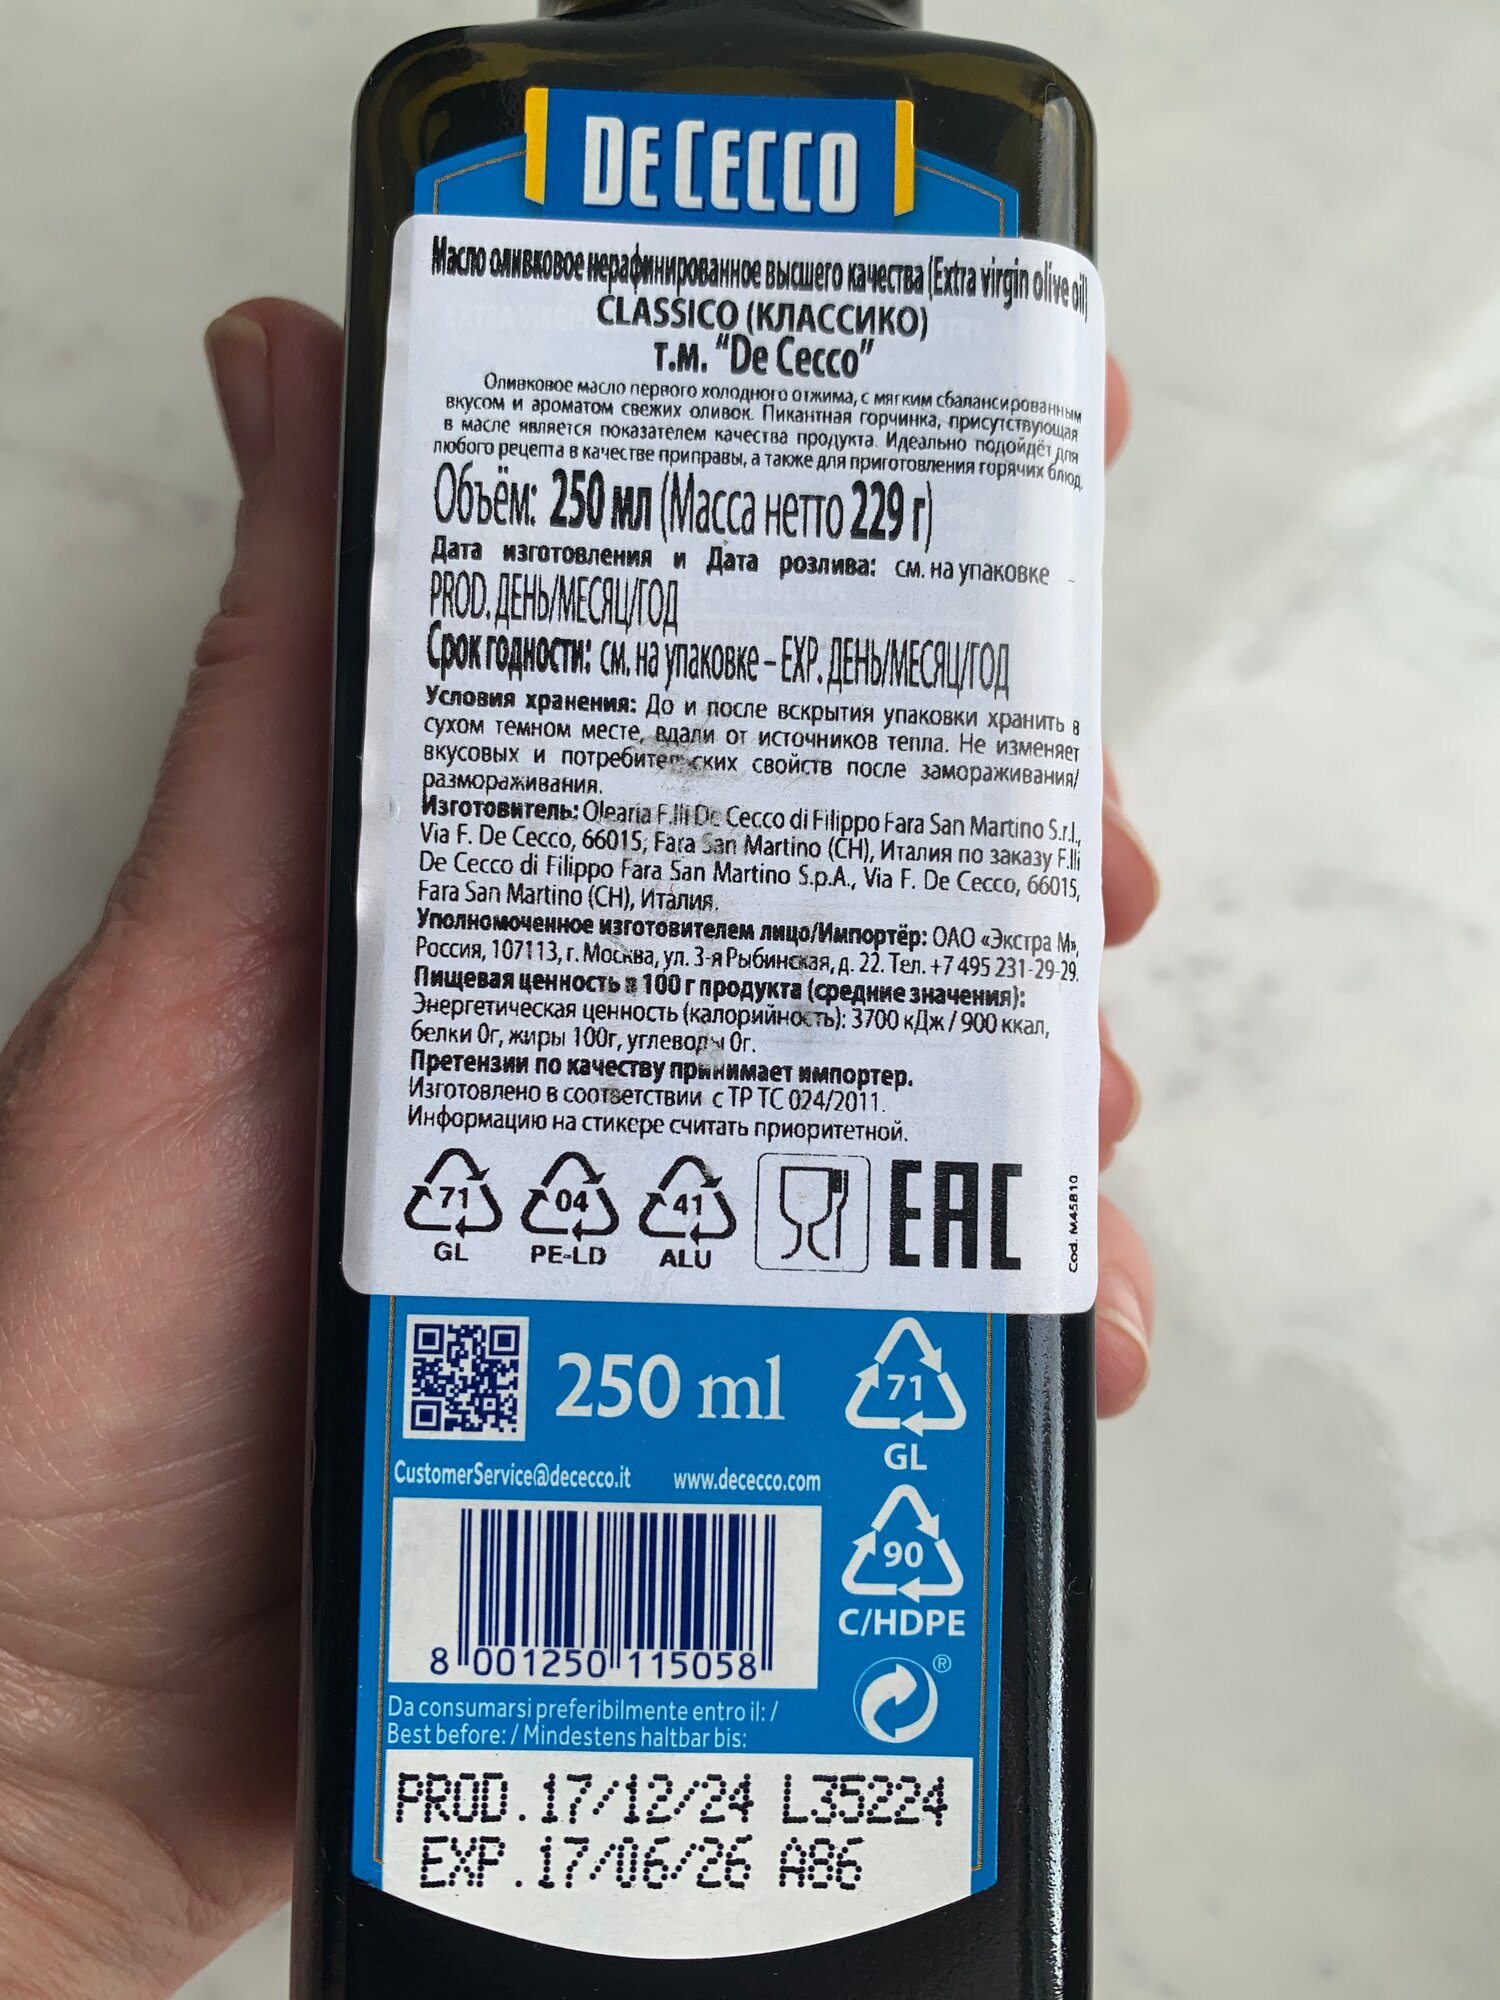 DE CECCO
Масло оливковое нерафинированное высшего качества (Extra virgin olive oil)
CLASSICO (КЛАССИКО)
т.м. "De Cecco"
Оливковое масло первого холодного отжима, с мягким сбалансированным
вкусом и ароматом свежих оливок. Пикантная горчинка, присутствующая
в масле является показателем качества продукта. Идеально подойдёт для
любого рецепта в качестве приправы, а также для приготовления горячих блюд.
Объём: 250 мл (Масса нетто 229 г)
Дата изготовления и Дата розлива: см. на упаковке -
PROD. ДЕНЬ/МЕСЯЦ/ГОД
Срок годности: см. на упаковке – EXP. ДЕНЬ/МЕСЯЦ/ГОД
Условия хранения: До и после вскрытия упаковки хранить в
сухом темном месте, вдали от источников тепла. Не изменяет
вкусовых и потребительских свойств после замораживания/
размораживания.
Изготовитель: Olearia F.lli De Cecco di Filippo Fara San Martino S.r.l.,
Via F. De Cecco, 66015, Fara San Martino (CH), Италия по заказу F.lli
De Cecco di Filippo Fara San Martino S.p.A., Via F. De Cecco, 66015,
Fara San Martino (CH), Италия.
Уполномоченное изготовителем лицо/Импортёр: ОАО «Экстра М»,
Россия, 107113, г. Москва, ул. 3-я Рыбинская, д. 22. Тел. +7 495 231-29-29.
Пищевая ценность в 100 г продукта (средние значения):
Энергетическая ценность (калорийность): 3700 кДж / 900 ккал,
белки 0г, жиры 100г, углеводы 0г.
Претензии по качеству принимает импортер.
Изготовлено в соответствии с ТР ТС 024/2011.
Информацию на стикере считать приоритетной.
71 04 41 EAC
GL PE-LD ALU
Cod. M45810
250 ml
71
GL
CustomerService@dececco.it www.dececco.com
90
C/HDPE
8 001250 115058
®
Da consumarsi preferibilmente entro il: /
Best before: / Mindestens haltbar bis:
PROD. 17/12/24 L35224
EXP. 17/06/26 A86